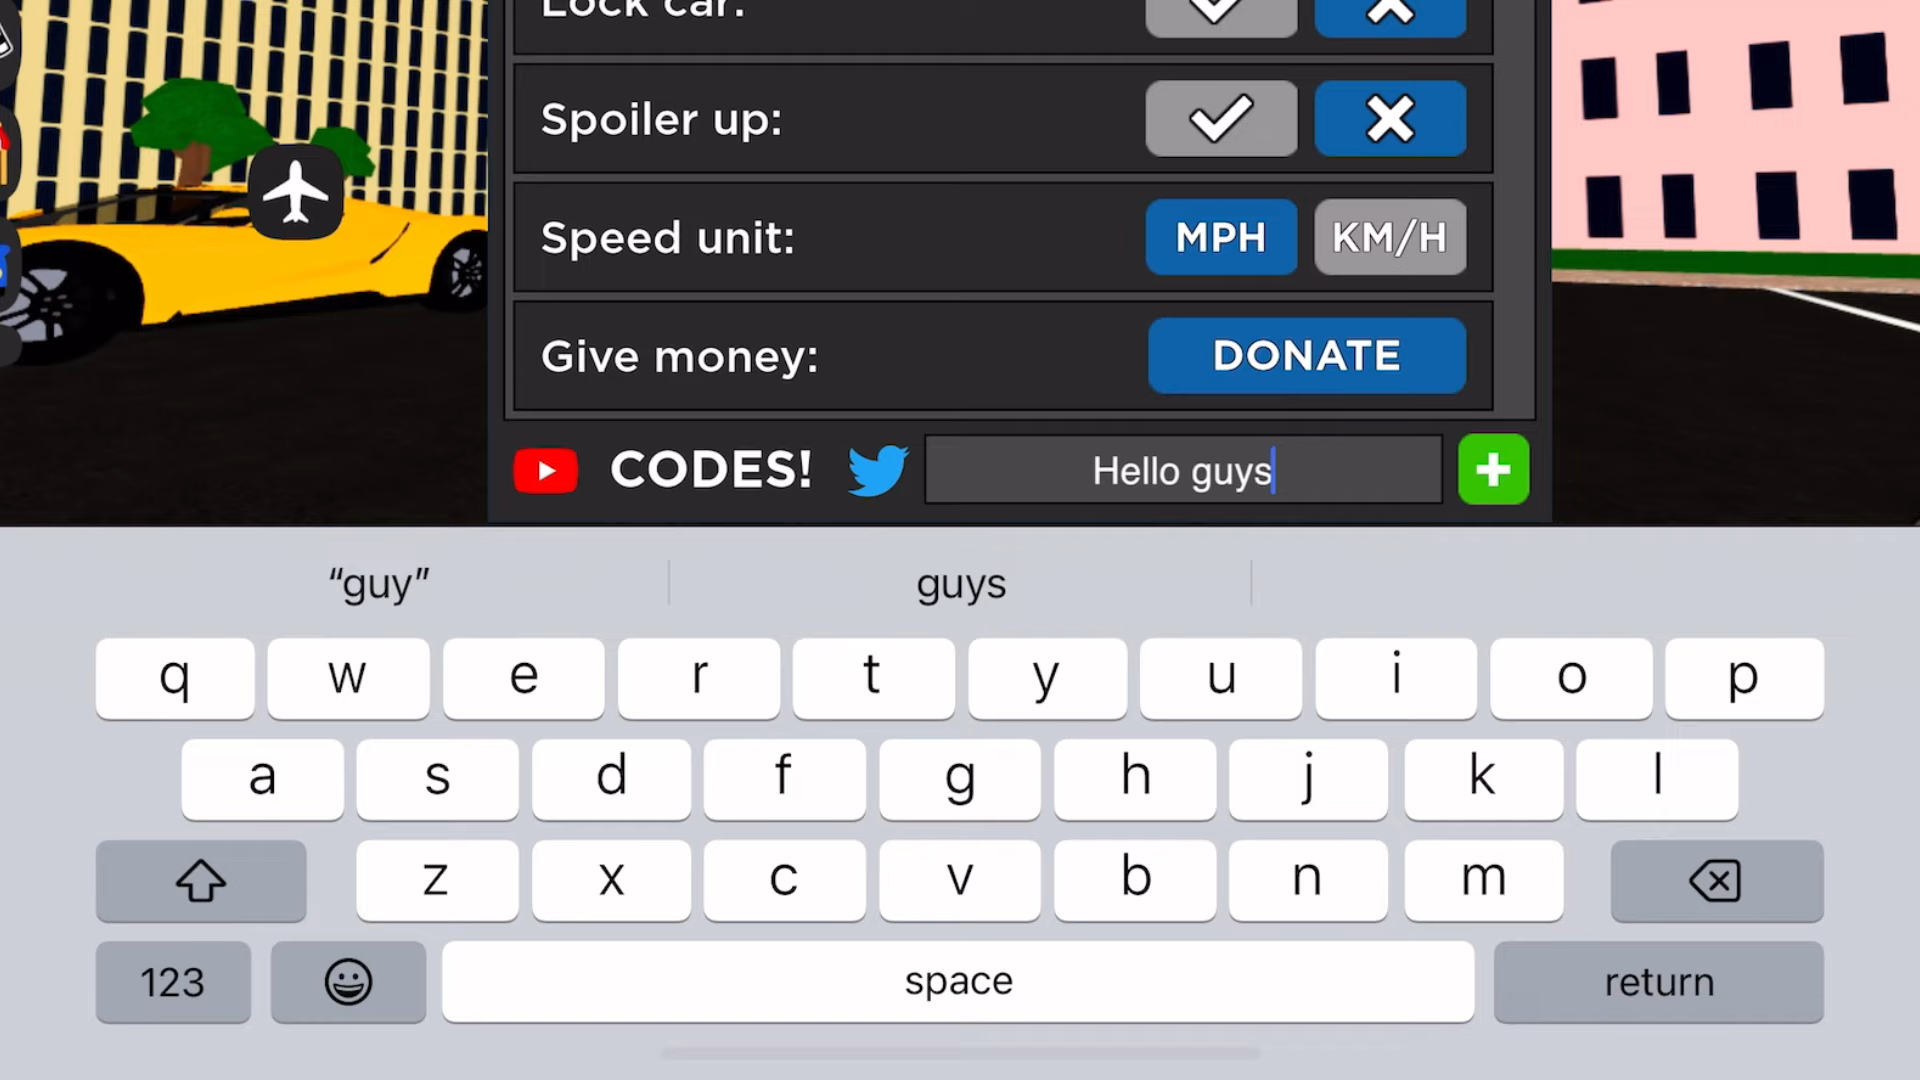 Lock car:
Spoiler up:
Speed unit: MPH KM/H
Give money: DONATE
CODES! Hello guys
“guy” guys
q w e r t y u i o p
a s d f g h j k l
z x c v b n m
123 space return